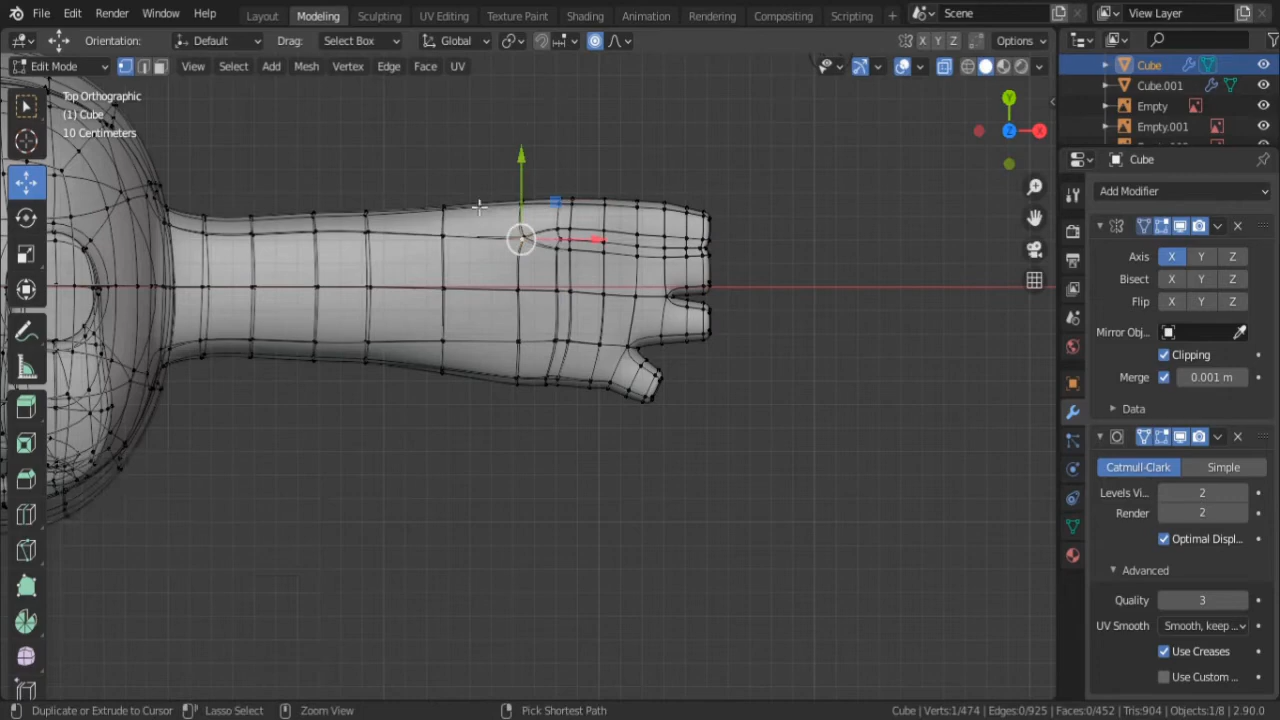 File Edit Render Window Help Layout Modeling Sculpting UV Editing Texture Paint Shading Animation Rendering Compositing Scripting + Scene View Layer
Orientation: Default Drag: Select Box Global X Y Z Options
Edit Mode View Select Add Mesh Vertex Edge Face UV
Cube
Cube.001
Empty
Empty.001
Top Orthographic
(1) Cube
10 Centimeters
Y
Z
X
Cube
Add Modifier
Axis X Y Z
Bisect X Y Z
Flip X Y Z
Mirror Obj...
Clipping
Merge 0.001 m
Data
Catmull-Clark Simple
Levels Vi... 2
Render 2
Optimal Displ...
Advanced
Quality 3
UV Smooth Smooth, keep ...
Use Creases
Use Custom ...
Duplicate or Extrude to Cursor Lasso Select Zoom View Pick Shortest Path Cube | Verts:1/474 | Edges:0/925 | Faces:0/452 | Tris:904 | Objects:1/8 | 2.90.0